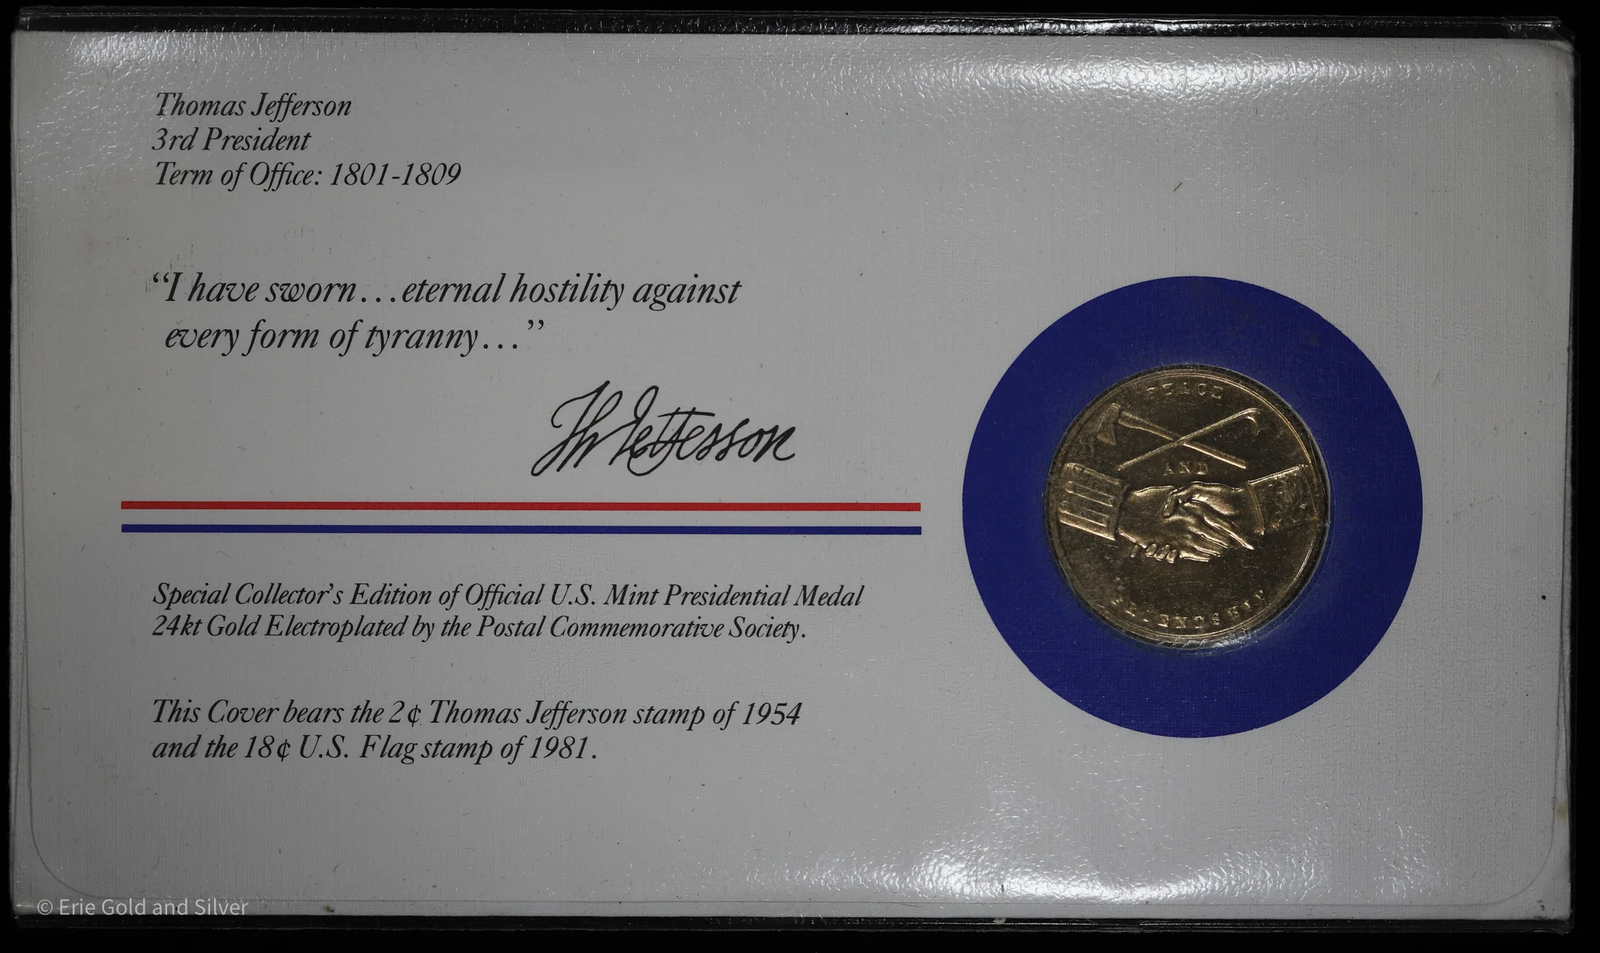 Thomas Jefferson
3rd President
Term of Office: 1801-1809
“I have sworn...eternal hostility against
every form of tyranny...”
Th Jefferson
Special Collector's Edition of Official U.S. Mint Presidential Medal
24kt Gold Electroplated by the Postal Commemorative Society.
This Cover bears the 2¢ Thomas Jefferson stamp of 1954
and the 18¢ U.S. Flag stamp of 1981.
PEACE
AND
FRIENDSHIP
© Erie Gold and Silver